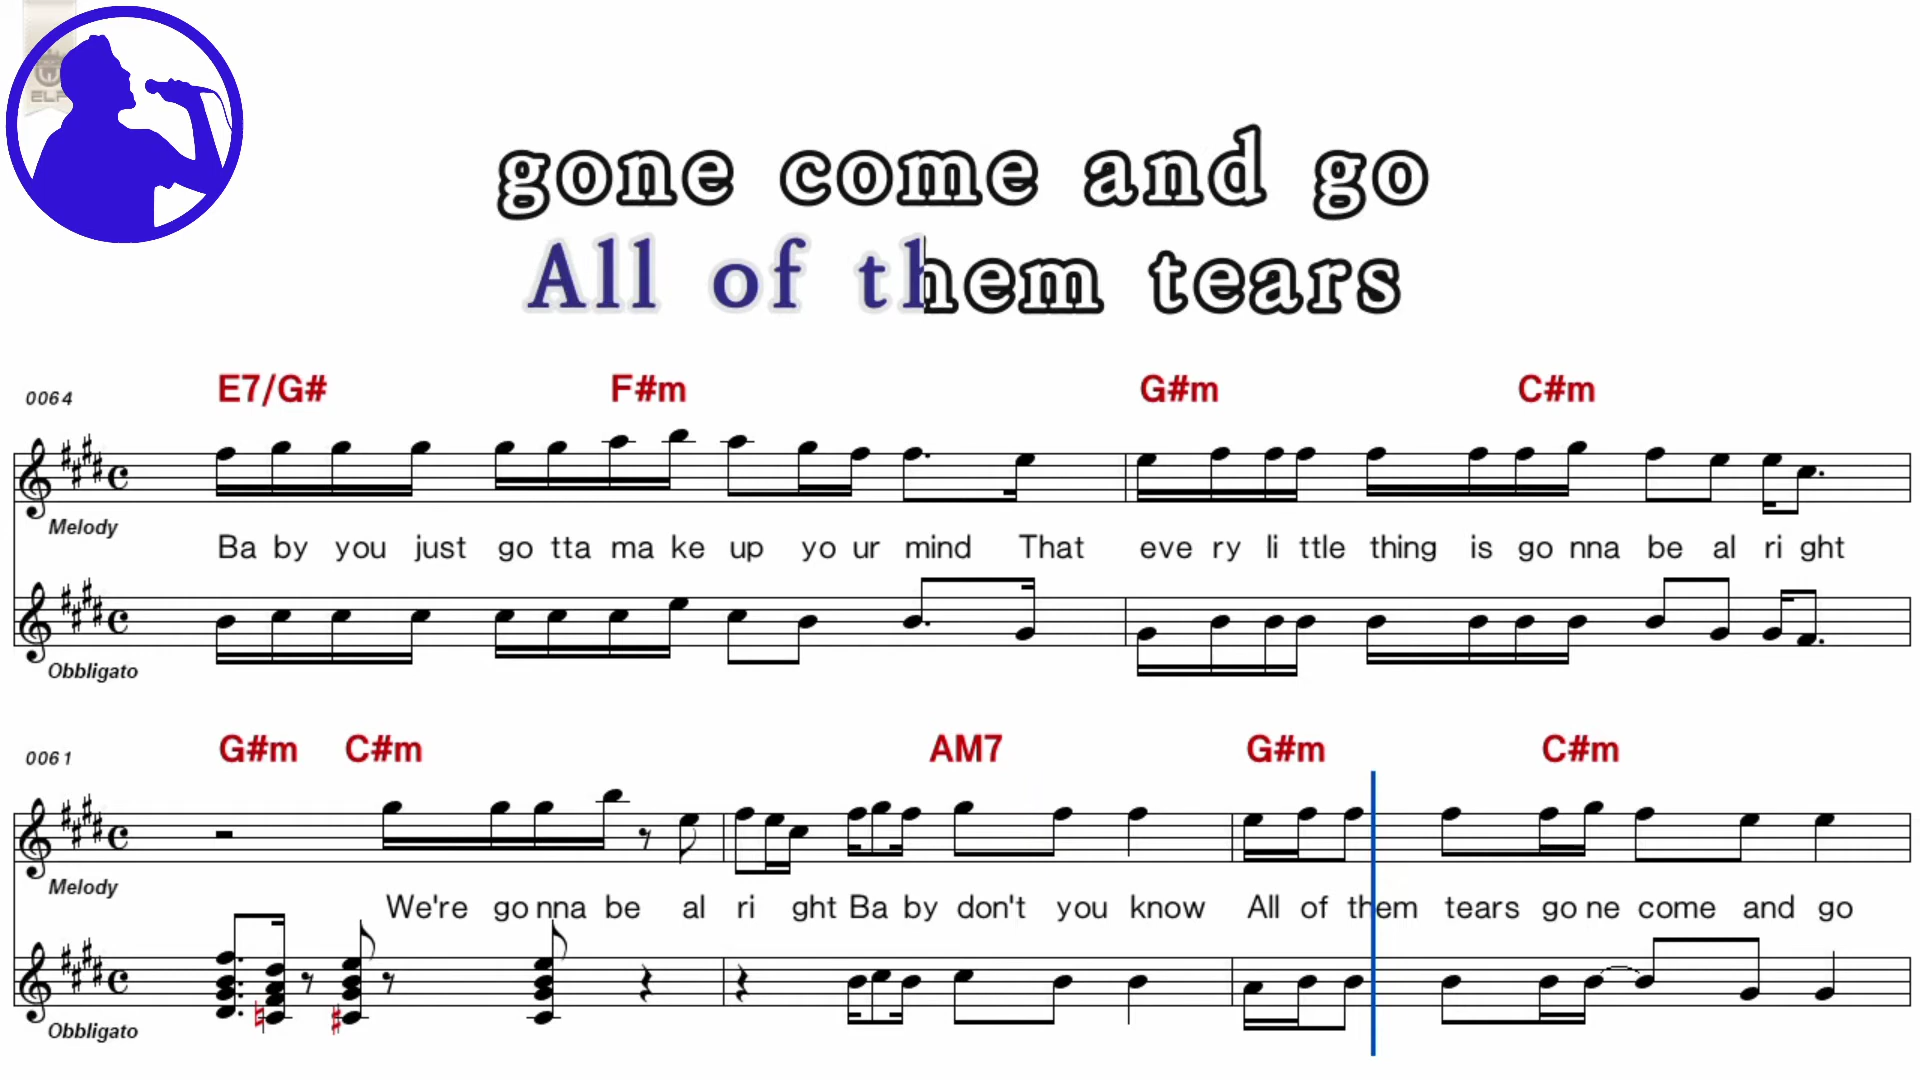 ELF
gone come and go
All of them tears
0064 E7/G# F#m G#m C#m
Melody
Ba by you just go tta ma ke up yo ur mind That eve ry li ttle thing is go nna be al ri ght
Obbligato
0061 G#m C#m AM7 G#m C#m
Melody
We're go nna be al ri ght Ba by don't you know All of them tears go ne come and go
Obbligato